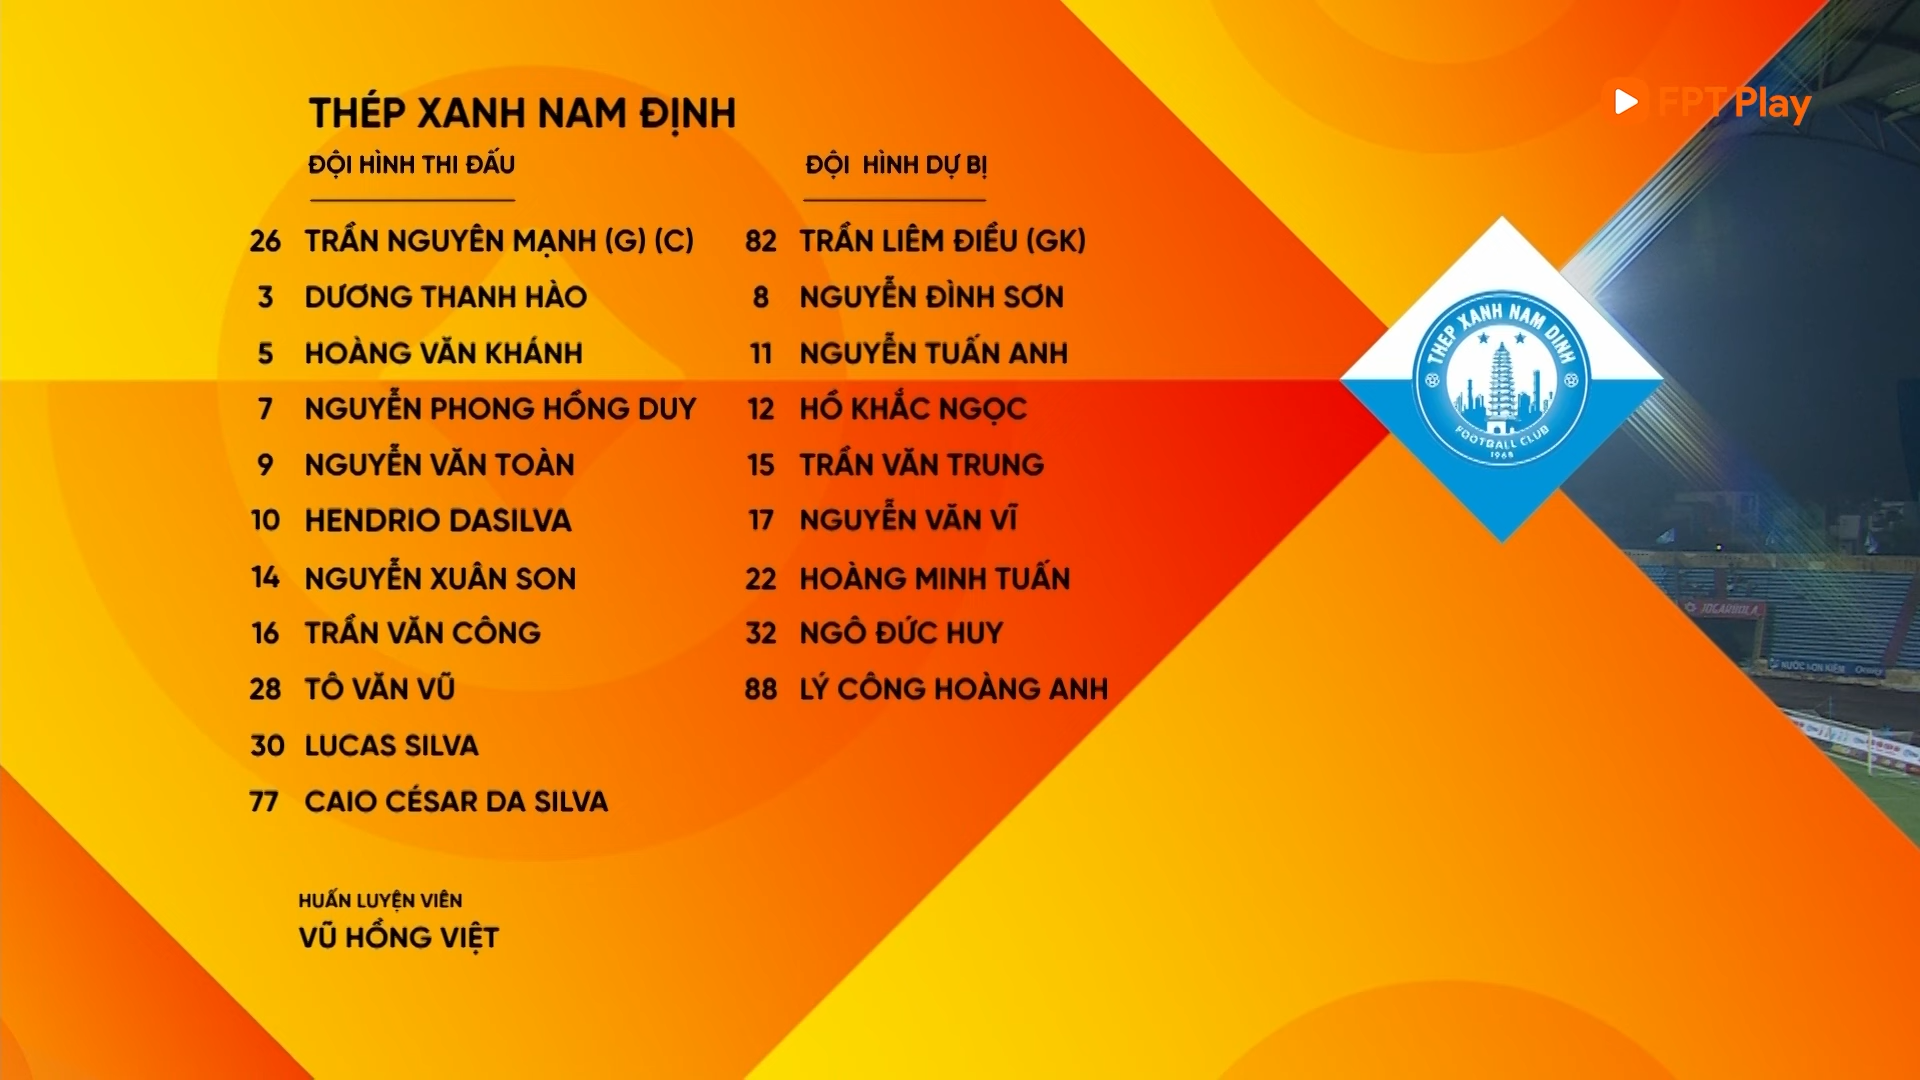 THÉP XANH NAM ĐỊNH
ĐỘI HÌNH THI ĐẤU
26 TRẦN NGUYÊN MẠNH (G) (C)
3 DƯƠNG THANH HÀO
5 HOÀNG VĂN KHÁNH
7 NGUYỄN PHONG HỒNG DUY
9 NGUYỄN VĂN TOÀN
10 HENDRIO DASILVA
14 NGUYỄN XUÂN SON
16 TRẦN VĂN CÔNG
28 TÔ VĂN VŨ
30 LUCAS SILVA
77 CAIO CÉSAR DA SILVA
HUẤN LUYỆN VIÊN
VŨ HỒNG VIỆT
ĐỘI HÌNH DỰ BỊ
82 TRẦN LIÊM ĐIỀU (GK)
8 NGUYỄN ĐÌNH SƠN
11 NGUYỄN TUẤN ANH
12 HỒ KHẮC NGỌC
15 TRẦN VĂN TRUNG
17 NGUYỄN VĂN VĨ
22 HOÀNG MINH TUẤN
32 NGÔ ĐỨC HUY
88 LÝ CÔNG HOÀNG ANH
FPT Play
THÉP XANH NAM ĐỊNH
FOOTBALL CLUB
1968
JOGARBOLA